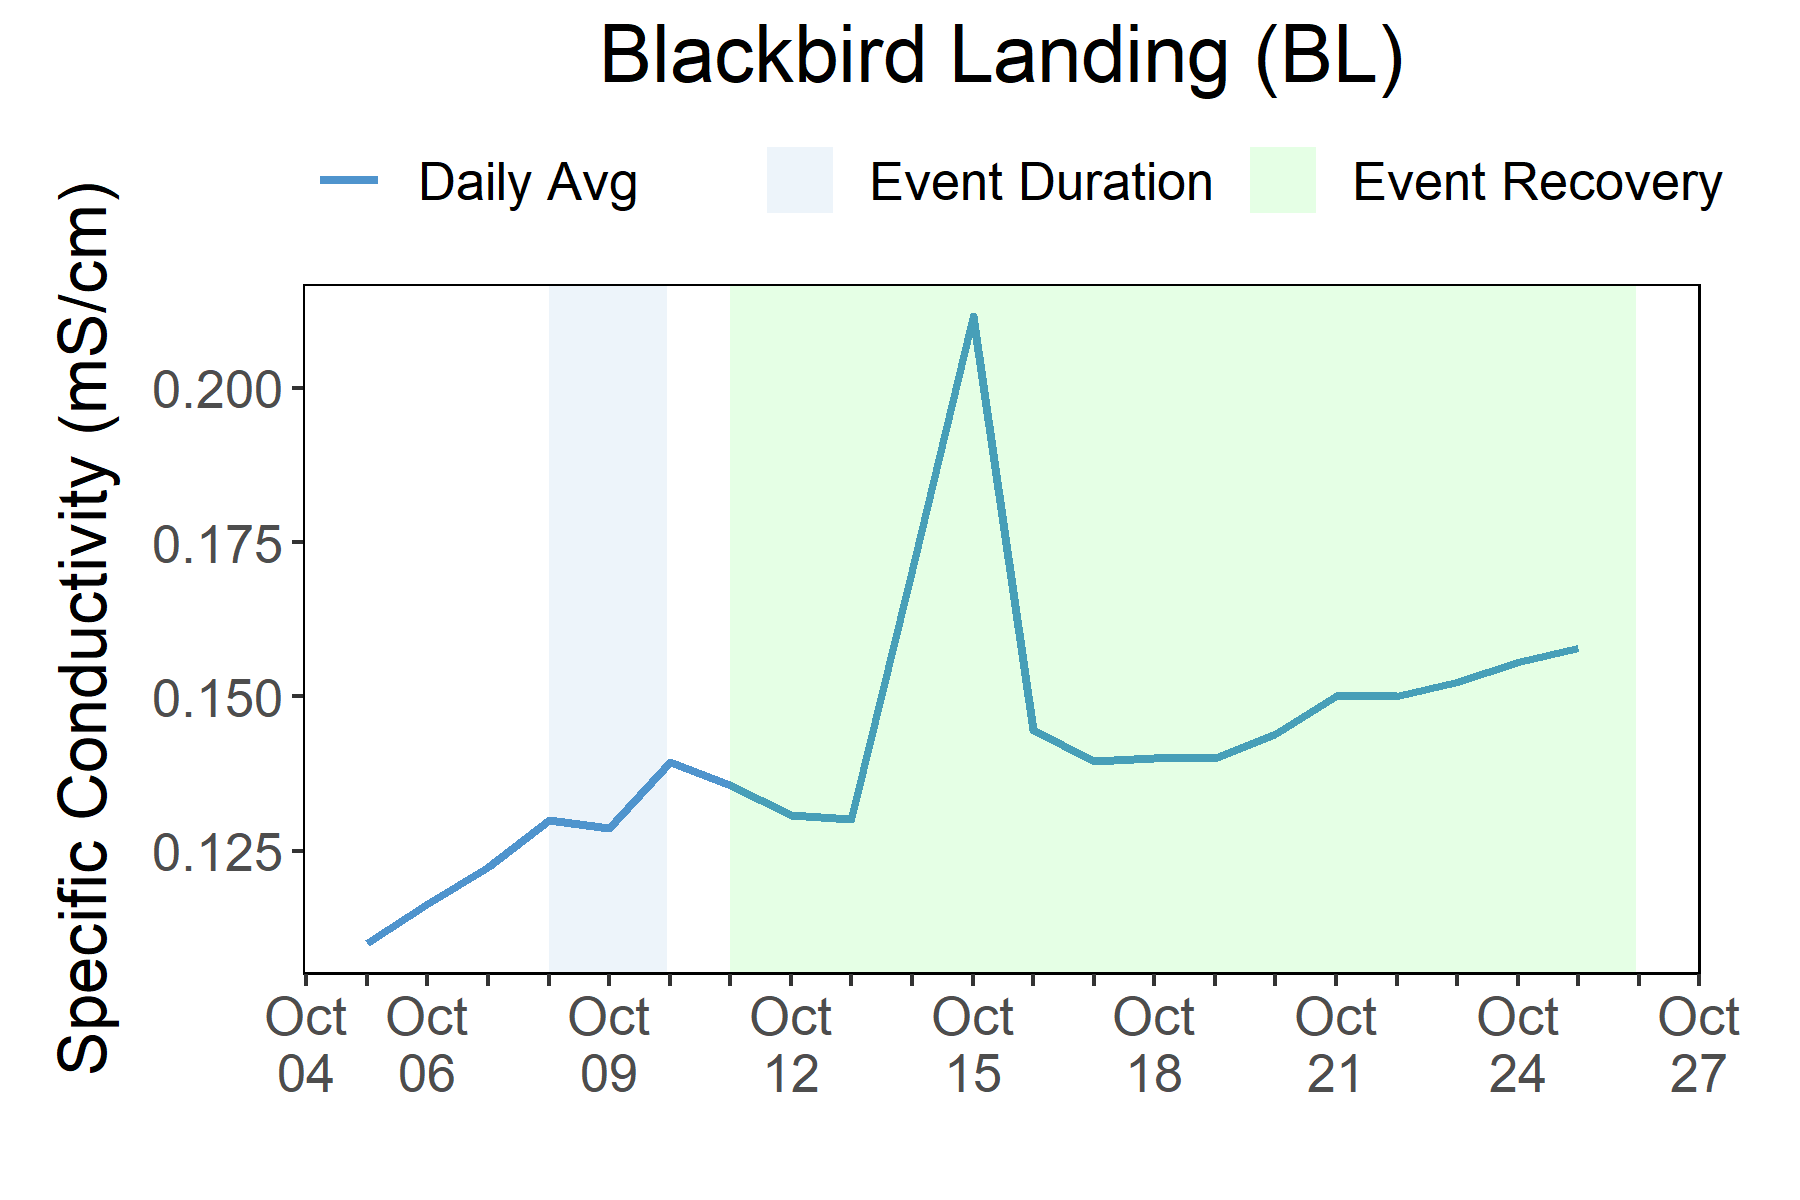 Blackbird Landing (BL)
Daily Avg
Event Duration
Event Recovery
Specific Conductivity (mS/cm)
0.200
0.175
0.150
0.125
Oct
04
Oct
06
Oct
09
Oct
12
Oct
15
Oct
18
Oct
21
Oct
24
Oct
27